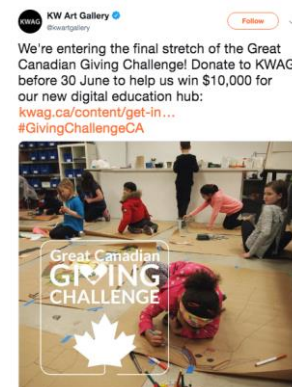 KWAG
KW Art Gallery
@kwartgallery
Follow
We're entering the final stretch of the Great
Canadian Giving Challenge! Donate to KWAG
before 30 June to help us win $10,000 for
our new digital education hub:
kwag.ca/content/get-in...
#GivingChallengeCA
Great Canadian
GIVING
CHALLENGE